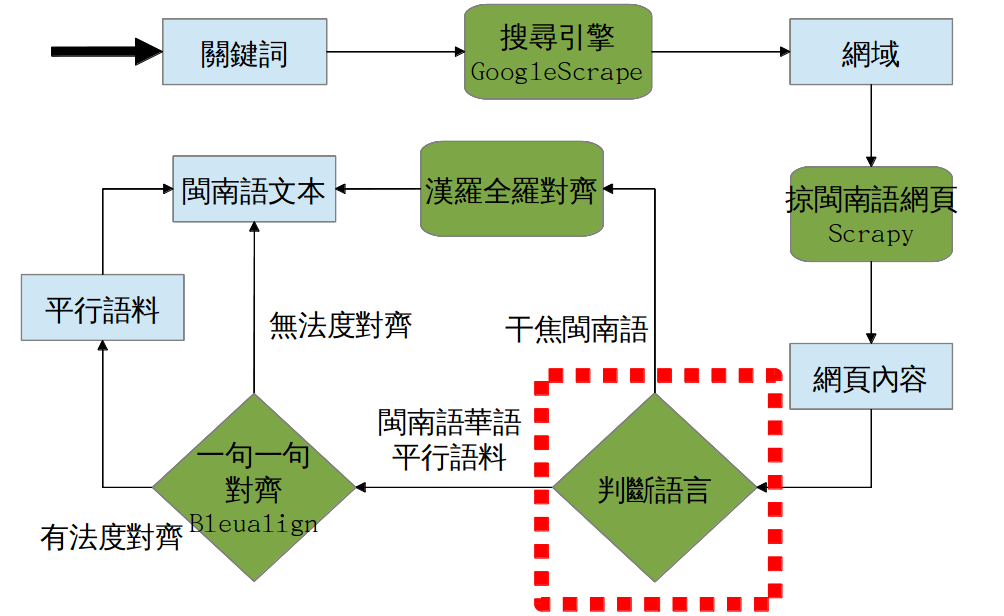 關鍵詞
搜尋引擎
GoogleScrape
網域
閩南語文本
漢羅全羅對齊
掠閩南語網頁
Scrapy
平行語料
無法度對齊
干焦閩南語
網頁內容
閩南語華語
平行語料
一句一句
對齊
Bleualign
判斷語言
有法度對齊